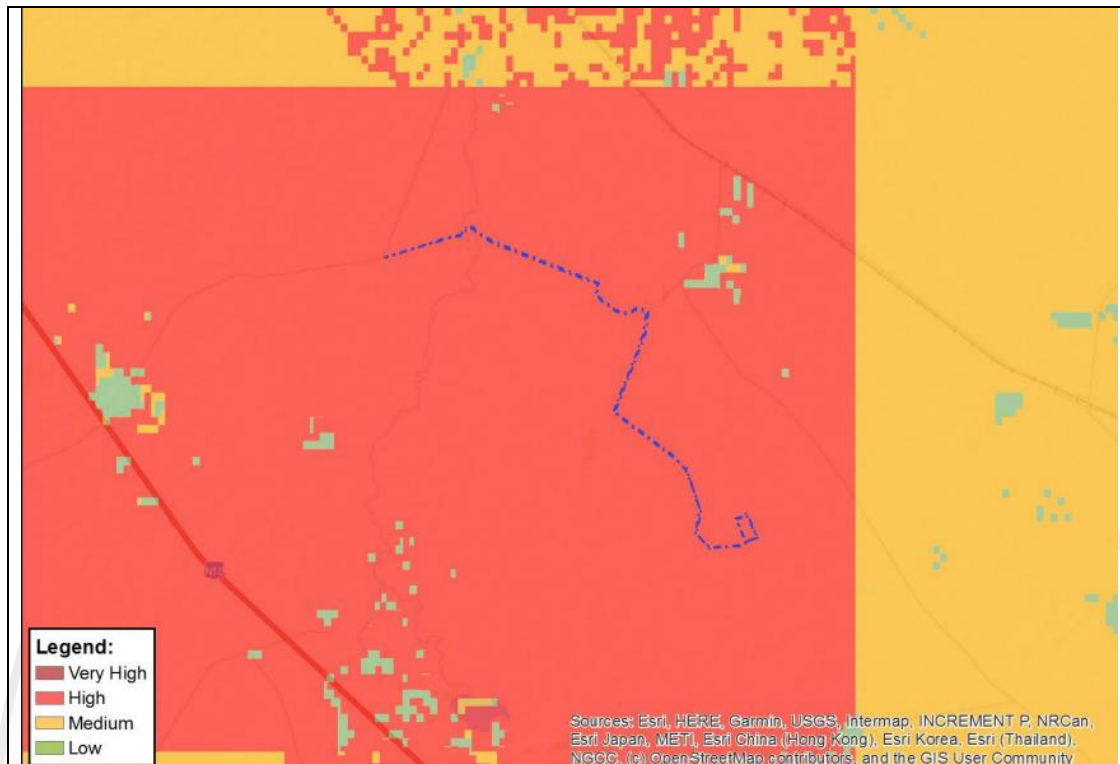 Legend:
Very High
High
Medium
Low
Sources: Esri, HERE, Garmin, USGS, Intermap, INCREMENT P, NRCan,
Esri Japan, METI, Esri China (Hong Kong), Esri Korea, Esri (Thailand),
NGCC, (c) OpenStreetMap contributors, and the GIS User Community